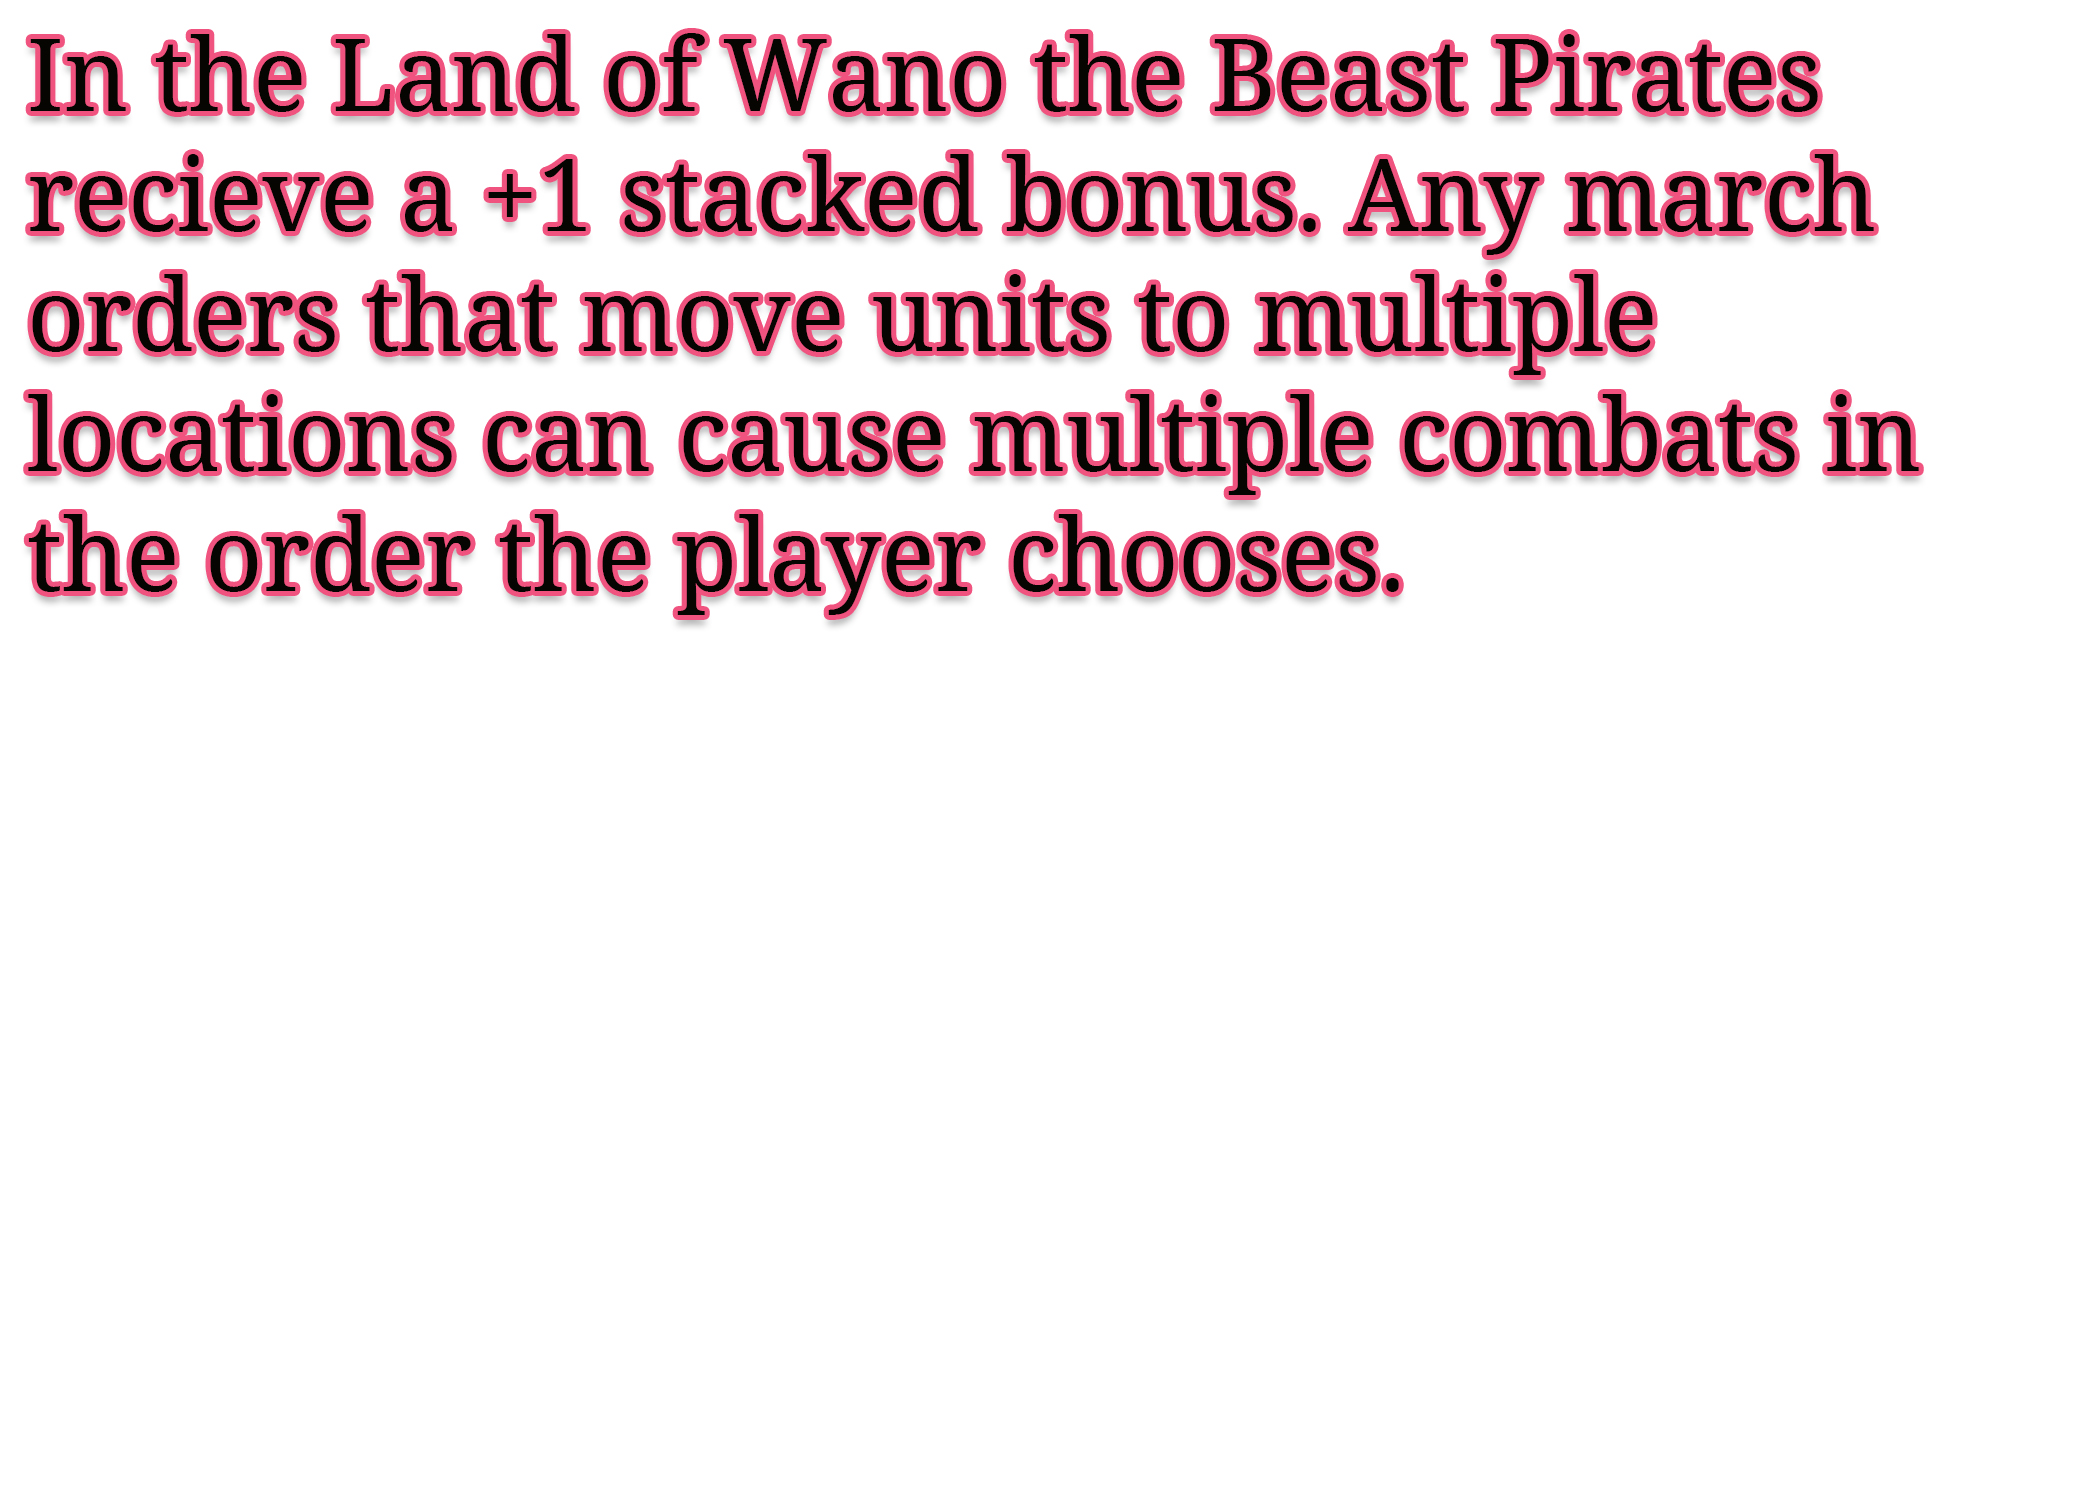 In the Land of Wano the Beast Pirates
recieve a +1 stacked bonus. Any march
orders that move units to multiple
locations can cause multiple combats in
the order the player chooses.